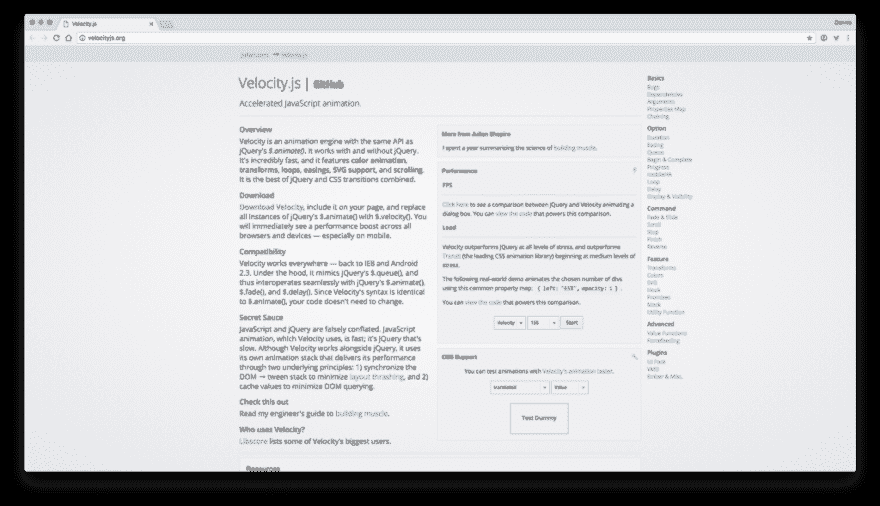 Velocity.js
velocityjs.org
Velocity.js | GitHub
Accelerated JavaScript animation.
Overview
Velocity is an animation engine with the same API as
jQuery's $.animate(). It works with and without jQuery.
It's incredibly fast, and it features color animation,
transforms, loops, easings, SVG support, and scrolling.
It is the best of jQuery and CSS transitions combined.
Download
Download Velocity, include it on your page, and replace
all instances of jQuery's $.animate() with $.velocity(). You
will immediately see a performance boost across all
browsers and devices — especially on mobile.
Compatibility
Velocity works everywhere — back to IE8 and Android
2.3. Under the hood, it mimics jQuery's $.queue(), and
thus interoperates seamlessly with jQuery's $.animate(),
$.fade(), and $.delay(). Since Velocity's syntax is identical
to $.animate(), your code doesn't need to change.
Secret Sauce
JavaScript and jQuery are falsely conflated. JavaScript
animation, which Velocity uses, is fast; it's jQuery that's
slow. Although Velocity works alongside jQuery, it uses
its own animation stack that delivers its performance
through two underlying principles: 1) synchronize the
DOM → tween stack to minimize layout thrashing, and 2)
cache values to minimize DOM querying.
Check this out
Read my engineer's guide to building muscle.
Who uses Velocity?
Libscore lists some of Velocity's biggest users.
Resources
More from Julian Shapiro
I spent a year summarizing the science of building muscle.
Performance
FPS
Click here to see a comparison between jQuery and Velocity animating a
dialog box. You can view the code that powers this comparison.
Load
Velocity outperforms jQuery at all levels of stress, and outperforms
Transit (the leading CSS animation library) beginning at medium levels of
stress.
The following real-world demo animates the chosen number of divs
using this common property map: { left: "65%", opacity: 1 } .
You can view the code that powers this comparison.
Velocity
Start
CSS Support
You can test animations with Velocity's animation tester.
Value
Test Dummy
Basics
Bugs
Dependencies
Arguments
Properties Map
Chaining
Option
Duration
Easing
Queue
Begin & Complete
Progress
mobileHA
Loop
Delay
Display & Visibility
Command
Fade & Slide
Scroll
Stop
Finish
Reverse
Feature
Transforms
Colors
SVG
Hook
Promises
Mock
Utility Function
Advanced
Value Functions
Forcefeeding
Plugins
UI Pack
Ember & Misc.